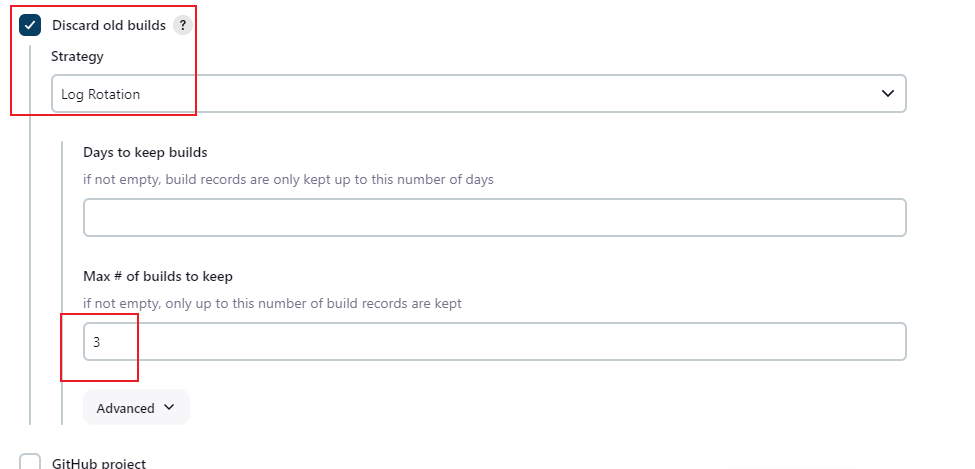 Discard old builds ?
Strategy
Log Rotation
Days to keep builds
if not empty, build records are only kept up to this number of days
Max # of builds to keep
if not empty, only up to this number of build records are kept
3
Advanced
GitHub project